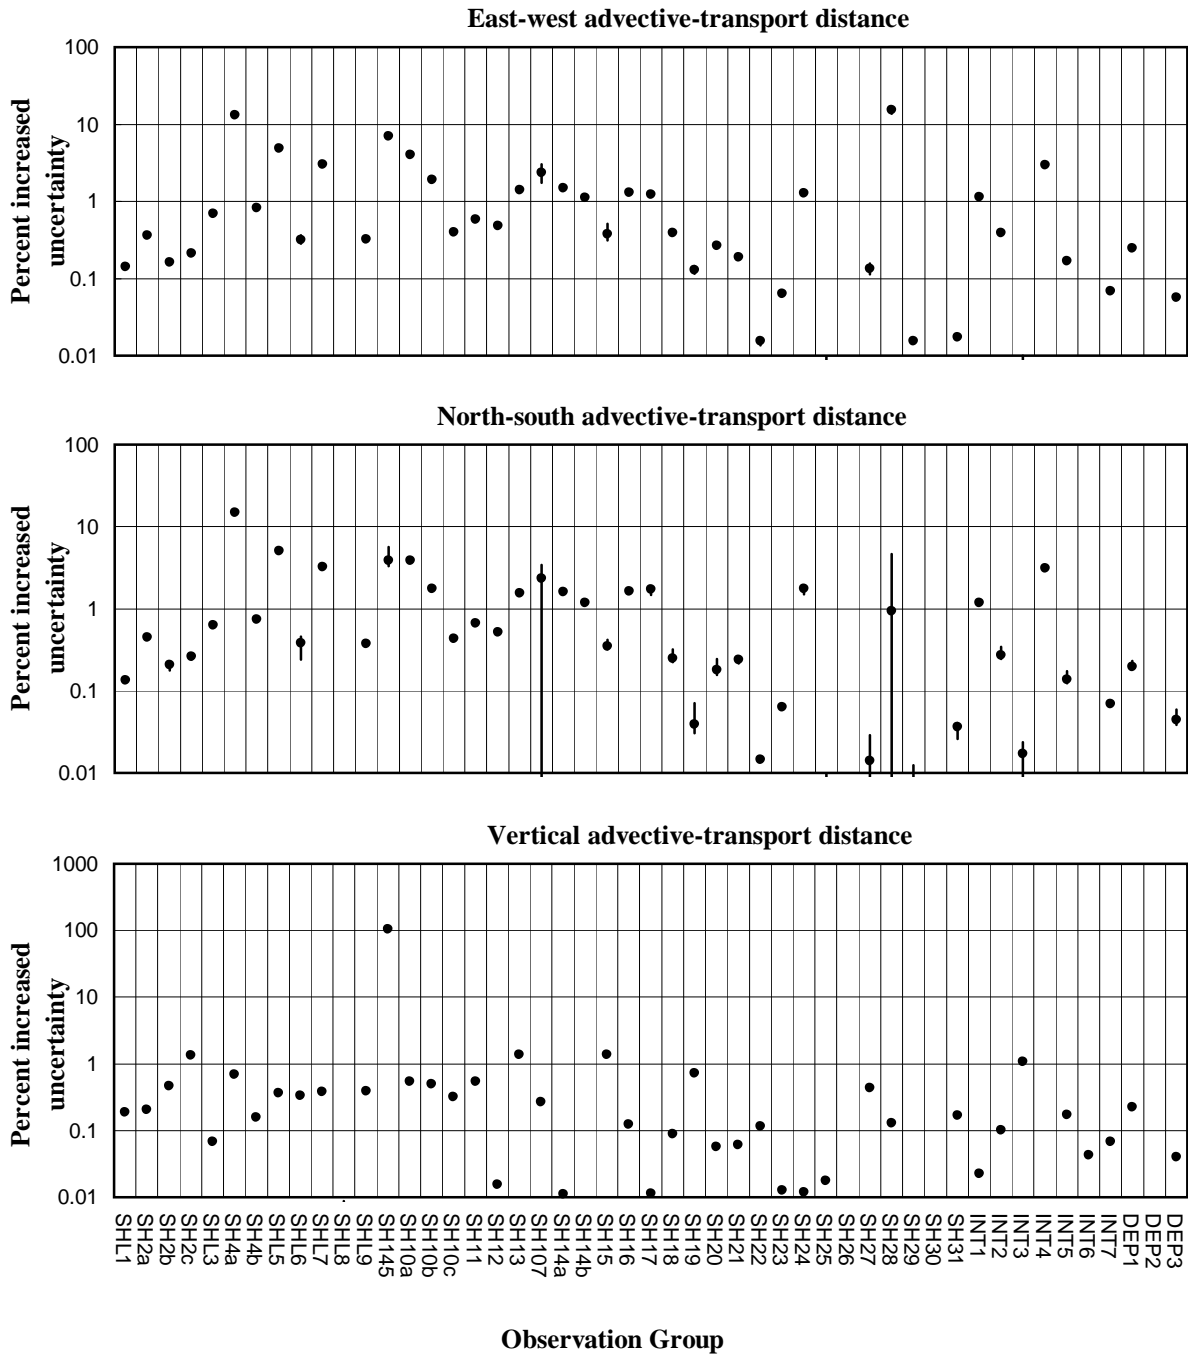 East-west advective-transport distance
100
10
1
0.1
0.01
Percent increased
uncertainty
North-south advective-transport distance
100
10
1
0.1
0.01
Percent increased
uncertainty
Vertical advective-transport distance
1000
100
10
1
0.1
0.01
Percent increased
uncertainty
SHL1
SH2a
SH2b
SH2c
SHL3
SH4a
SH4b
SHL5
SHL6
SHL7
SHL8
SHL9
SH145
SH10a
SH10b
SH10c
SH11
SH12
SH13
SH107
SH14a
SH14b
SH15
SH16
SH17
SH18
SH19
SH20
SH21
SH22
SH23
SH24
SH25
SH26
SH27
SH28
SH29
SH30
SH31
INT1
INT2
INT3
INT4
INT5
INT6
INT7
DEP1
DEP2
DEP3
Observation Group